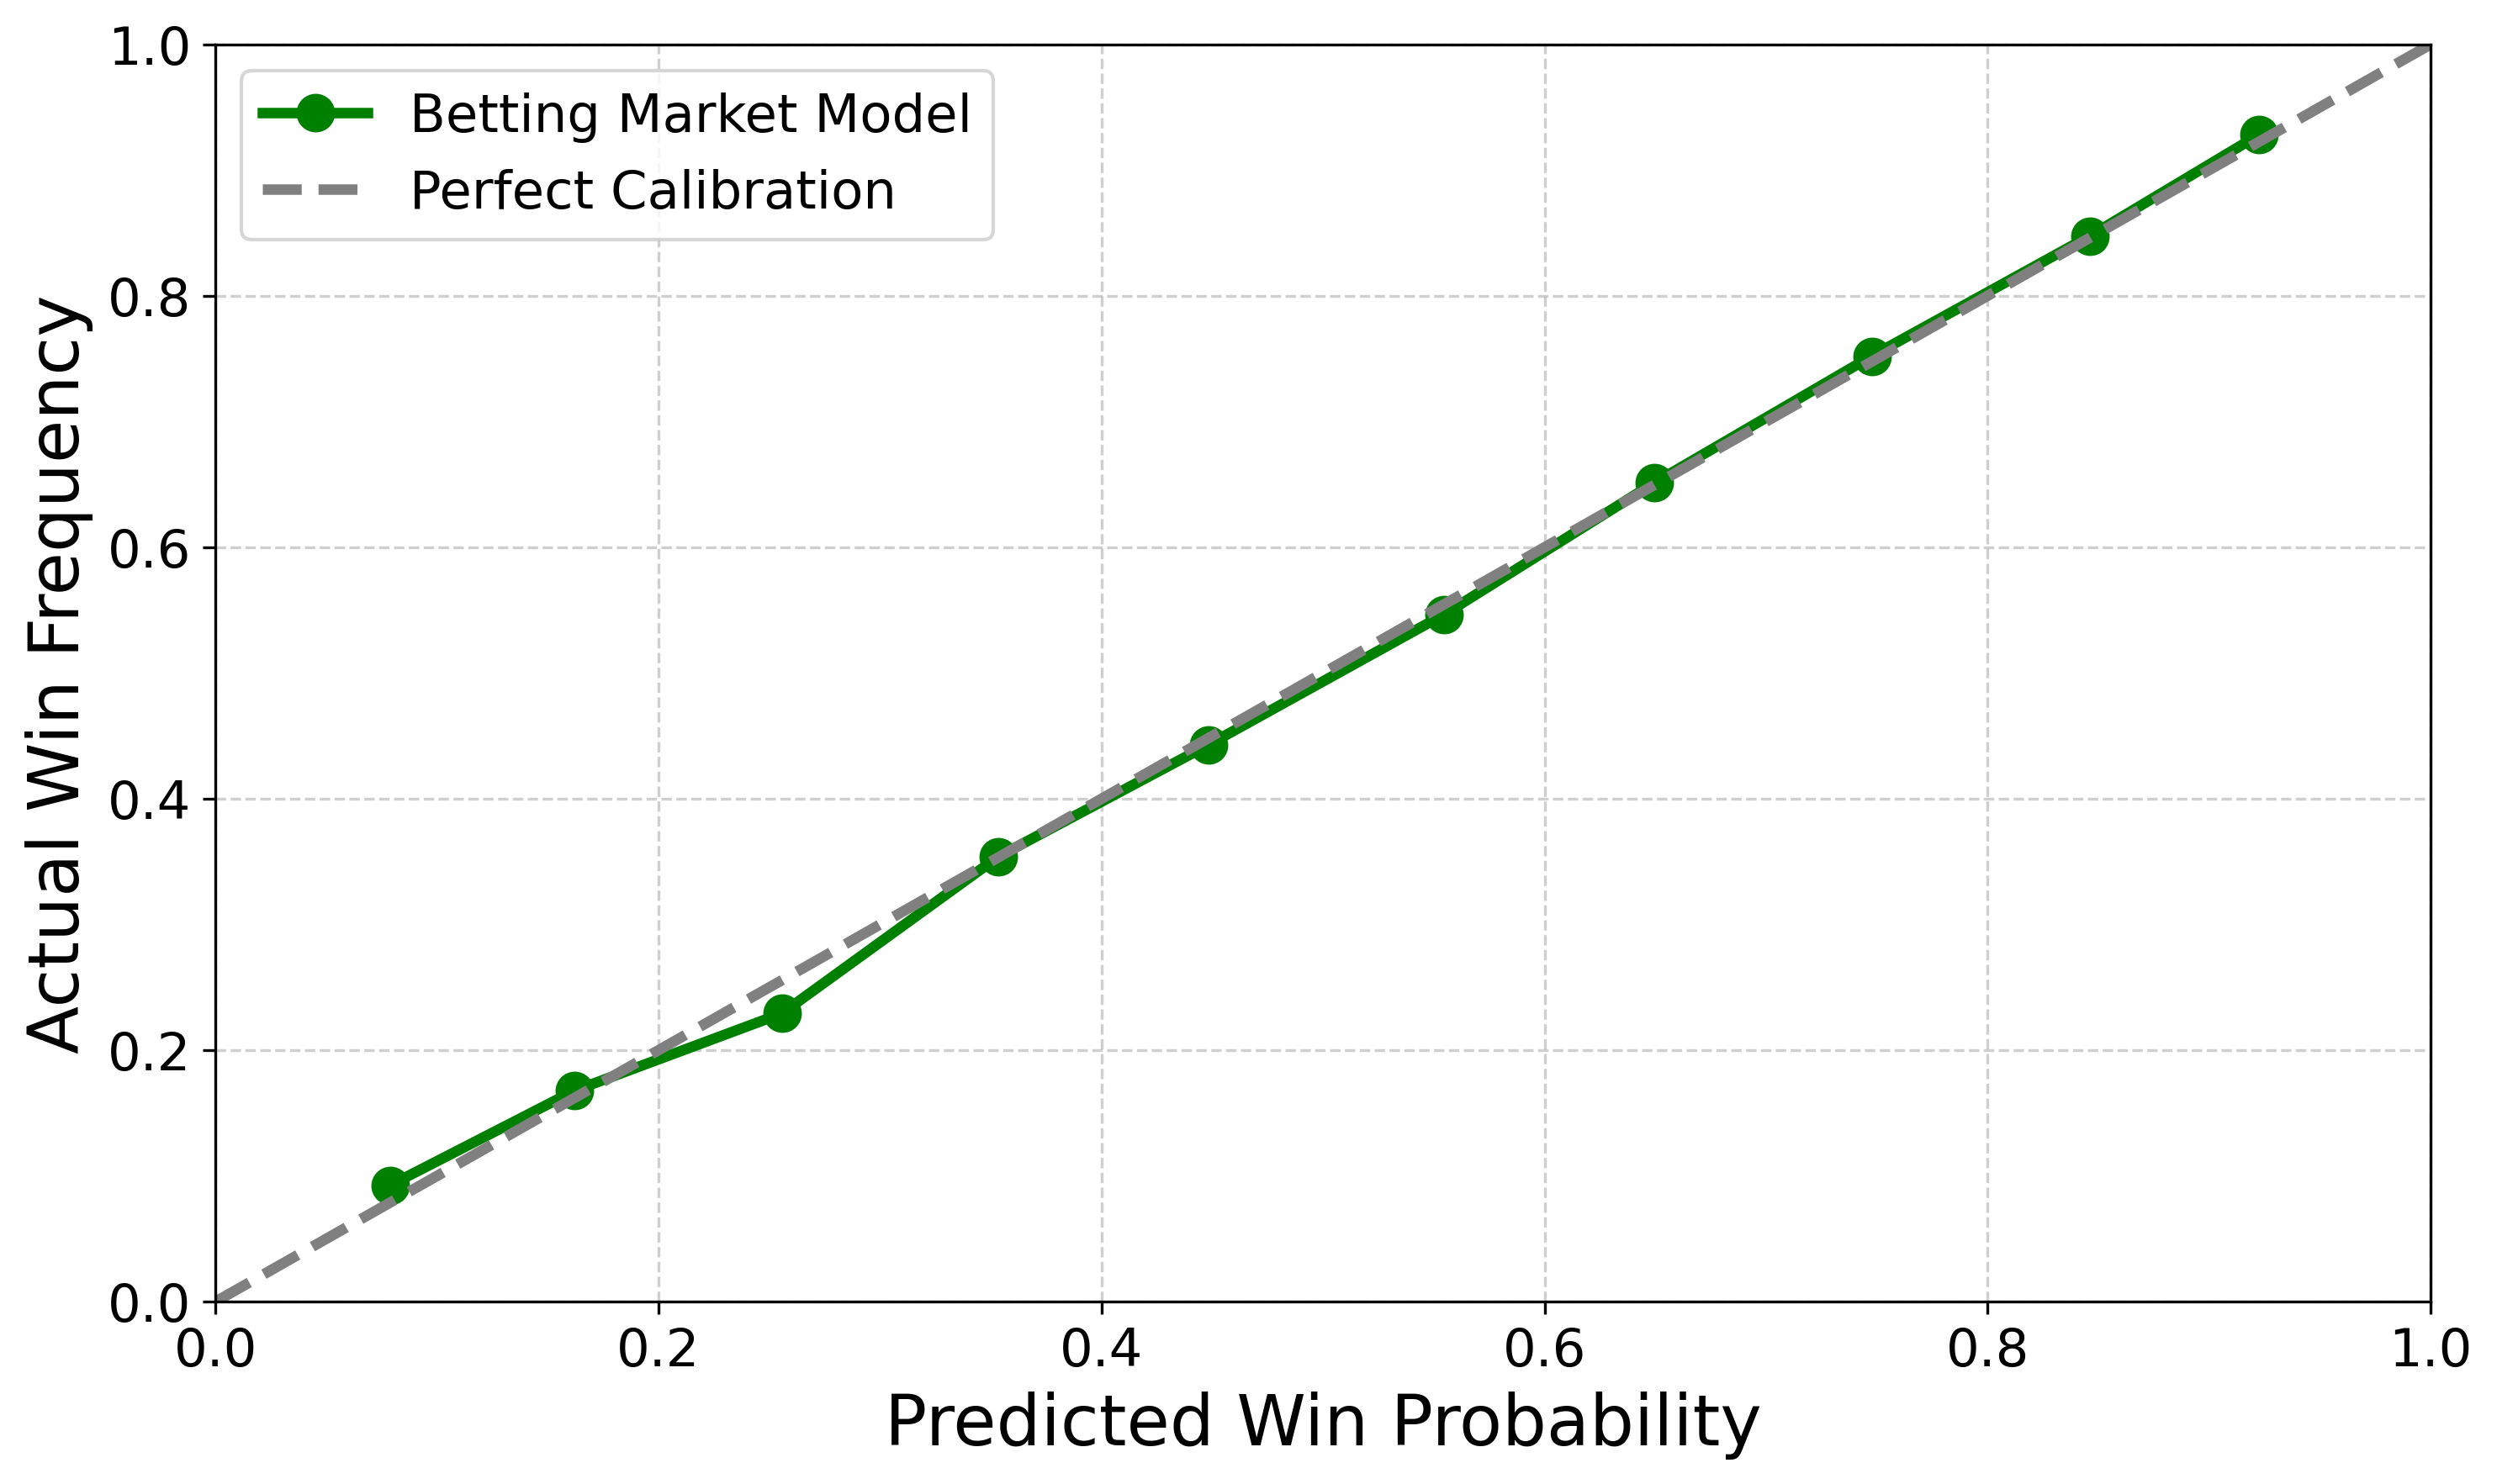 Betting Market Model
Perfect Calibration
Actual Win Frequency
1.0
0.8
0.6
0.4
0.2
0.0
0.0 0.2 0.4 0.6 0.8 1.0
Predicted Win Probability